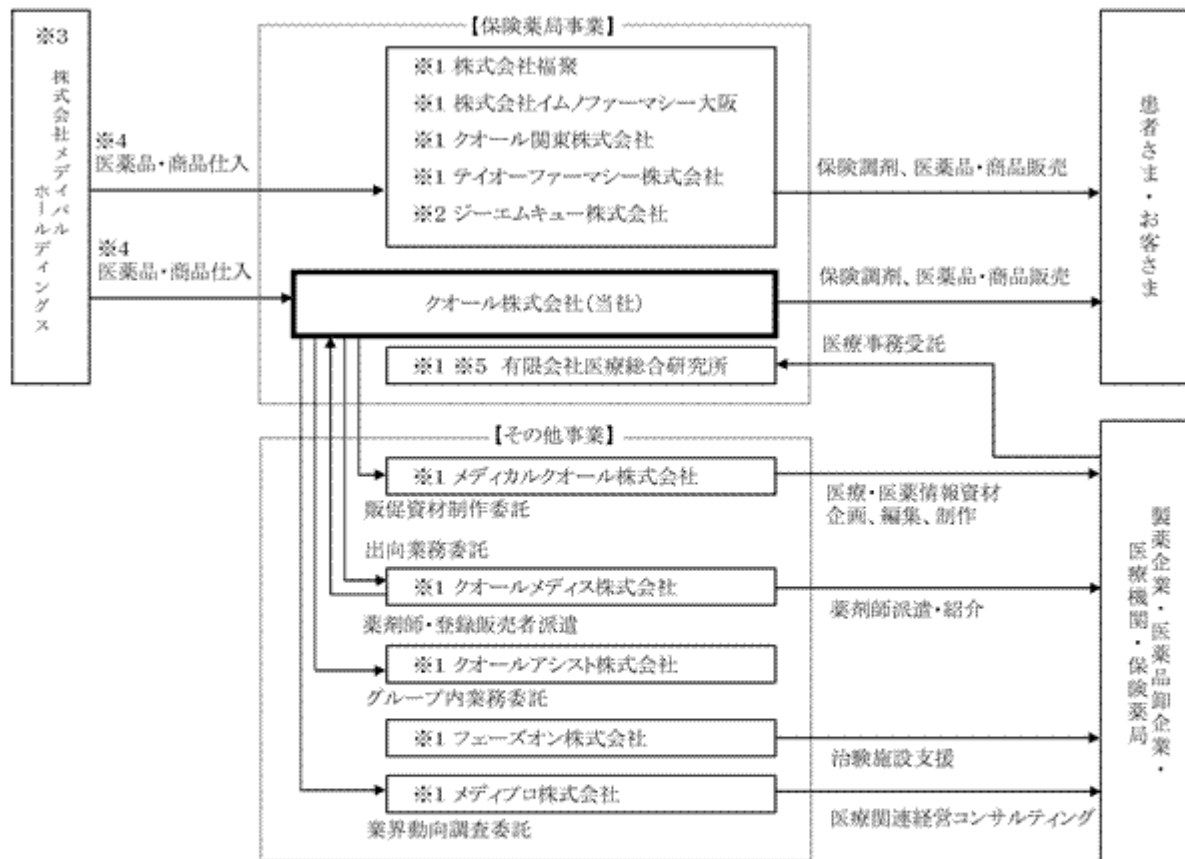 ※3
株式会社メディパル
ホールディングス
※4
医薬品・商品仕入
※4
医薬品・商品仕入
【保険薬局事業】
※1 株式会社福聚
※1 株式会社イムノファーマシー大阪
※1 クオール関東株式会社
※1 テイオーファーマシー株式会社
※2 ジーエムキュー株式会社
クオール株式会社(当社)
※1 ※5 有限会社医療総合研究所
保険調剤、医薬品・商品販売
保険調剤、医薬品・商品販売
医療事務受託
患者さま・お客さま
【その他事業】
※1 メディカルクオール株式会社
販促資材制作委託
出向業務委託
※1 クオールメディス株式会社
薬剤師・登録販売者派遣
※1 クオールアシスト株式会社
グループ内業務委託
※1 フェーズオン株式会社
※1 メディプロ株式会社
業界動向調査委託
医療・医薬情報資材
企画、編集、制作
薬剤師派遣・紹介
治験施設支援
医療関連経営コンサルティング
製薬企業・医薬品卸企業・
医療機関・保険薬局